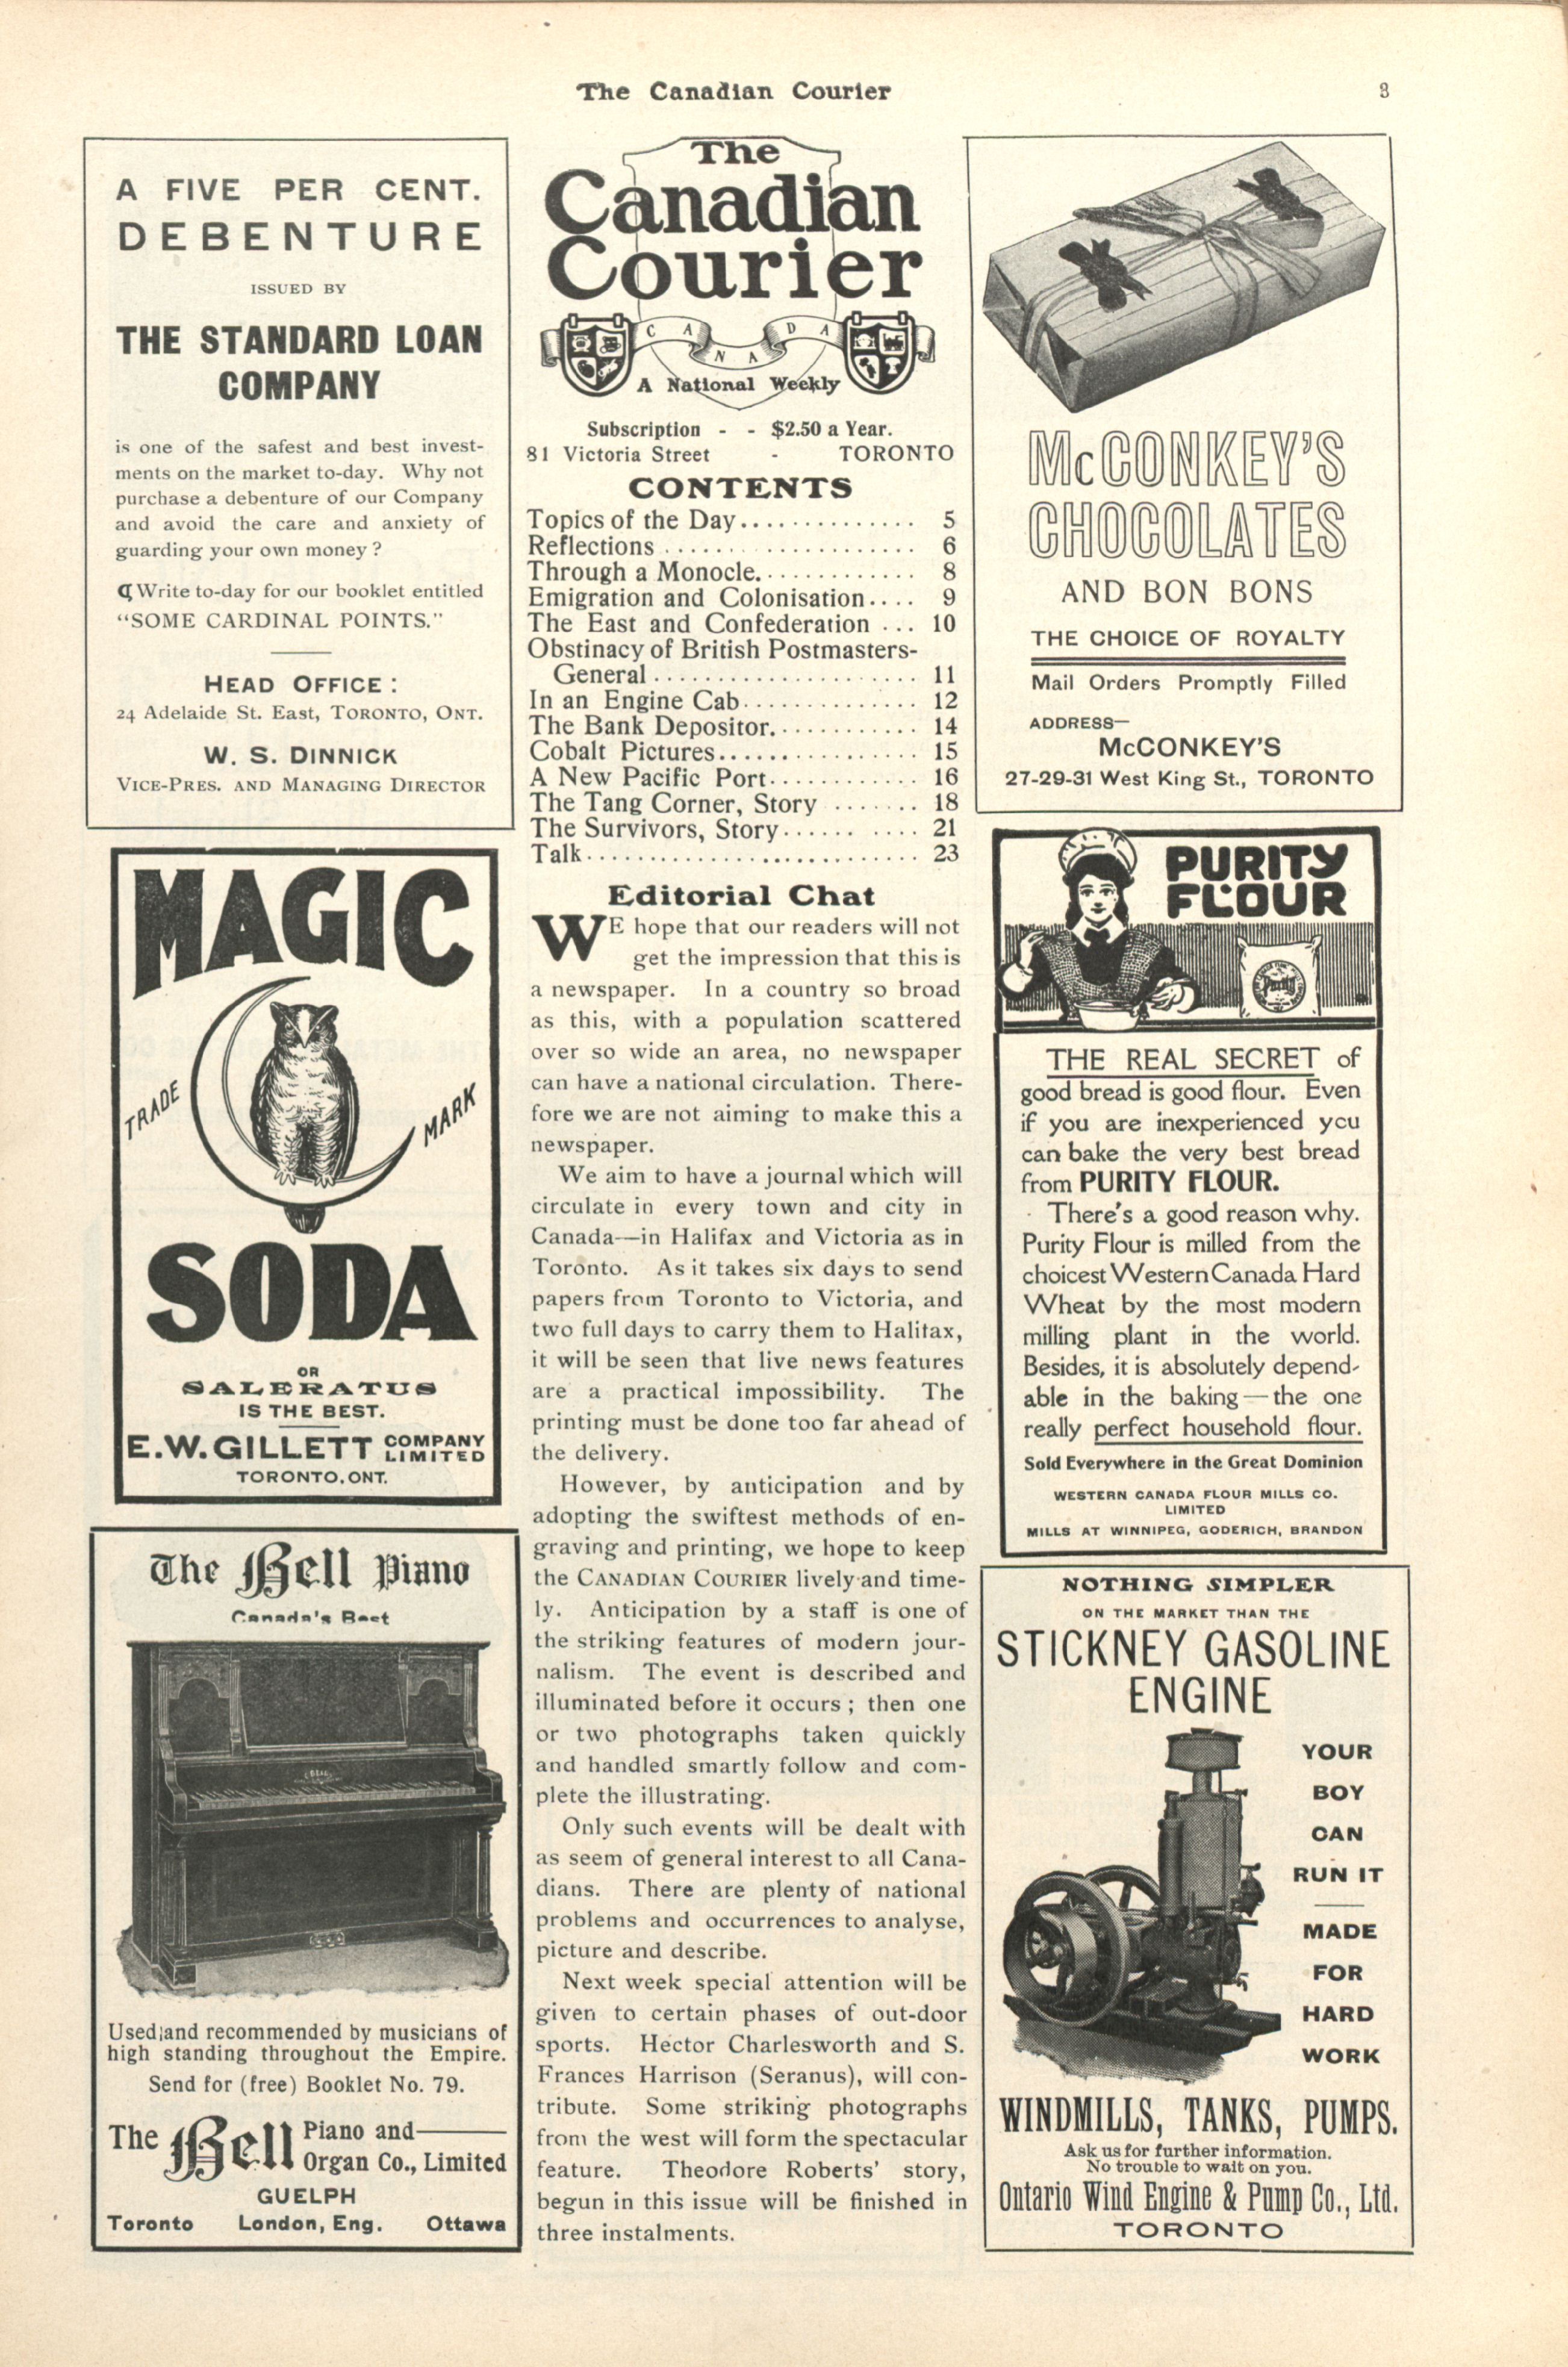 The Canadian Courier
3
A FIVE PER CENT.
DEBENTURE
ISSUED BY
THE STANDARD LOAN
COMPANY
is one of the safest and best invest-
ments on the market to-day. Why not
purchase a debenture of our Company
and avoid the care and anxiety of
guarding your own money?
¶ Write to-day for our booklet entitled
"SOME CARDINAL POINTS."
HEAD OFFICE:
24 Adelaide St. East, TORONTO, ONT.
W. S. DINNICK
VICE-PRES. AND MANAGING DIRECTOR
MAGIC
TRADE MARK
SODA
OR
SALERATUS
IS THE BEST.
E.W. GILLETT COMPANY
LIMITED
TORONTO, ONT.
The Bell Piano
Canada's Best
Used and recommended by musicians of
high standing throughout the Empire.
Send for (free) Booklet No. 79.
The Bell Piano and
Organ Co., Limited
GUELPH
Toronto London, Eng. Ottawa
The
Canadian
Courier
CANADA
A National Weekly
Subscription - - $2.50 a Year.
81 Victoria Street - TORONTO
CONTENTS
Topics of the Day.............. 5
Reflections .................... 6
Through a Monocle............. 8
Emigration and Colonisation.... 9
The East and Confederation ... 10
Obstinacy of British Postmasters-
General ..................... 11
In an Engine Cab.............. 12
The Bank Depositor............ 14
Cobalt Pictures................ 15
A New Pacific Port............ 16
The Tang Corner, Story ....... 18
The Survivors, Story...... .... 21
Talk.......................... 23
Editorial Chat
WE hope that our readers will not
get the impression that this is
a newspaper. In a country so broad
as this, with a population scattered
over so wide an area, no newspaper
can have a national circulation. There-
fore we are not aiming to make this a
newspaper.
We aim to have a journal which will
circulate in every town and city in
Canada—in Halifax and Victoria as in
Toronto. As it takes six days to send
papers from Toronto to Victoria, and
two full days to carry them to Halifax,
it will be seen that live news features
are a practical impossibility. The
printing must be done too far ahead of
the delivery.
However, by anticipation and by
adopting the swiftest methods of en-
graving and printing, we hope to keep
the CANADIAN COURIER lively and time-
ly. Anticipation by a staff is one of
the striking features of modern jour-
nalism. The event is described and
illuminated before it occurs; then one
or two photographs taken quickly
and handled smartly follow and com-
plete the illustrating.
Only such events will be dealt with
as seem of general interest to all Cana-
dians. There are plenty of national
problems and occurrences to analyse,
picture and describe.
Next week special attention will be
given to certain phases of out-door
sports. Hector Charlesworth and S.
Frances Harrison (Seranus), will con-
tribute. Some striking photographs
from the west will form the spectacular
feature. Theodore Roberts' story,
begun in this issue will be finished in
three instalments.
McCONKEY'S
CHOCOLATES
AND BON BONS
THE CHOICE OF ROYALTY
Mail Orders Promptly Filled
ADDRESS—
McCONKEY'S
27-29-31 West King St., TORONTO
PURITY
FLOUR
Purity
THE REAL SECRET of
good bread is good flour. Even
if you are inexperienced you
can bake the very best bread
from PURITY FLOUR.
There's a good reason why.
Purity Flour is milled from the
choicest Western Canada Hard
Wheat by the most modern
milling plant in the world.
Besides, it is absolutely depend-
able in the baking—the one
really perfect household flour.
Sold Everywhere in the Great Dominion
WESTERN CANADA FLOUR MILLS CO.
LIMITED
MILLS AT WINNIPEG, GODERICH, BRANDON
NOTHING SIMPLER
ON THE MARKET THAN THE
STICKNEY GASOLINE
ENGINE
YOUR
BOY
CAN
RUN IT
MADE
FOR
HARD
WORK
WINDMILLS, TANKS, PUMPS.
Ask us for further information.
No trouble to wait on you.
Ontario Wind Engine & Pump Co., Ltd.
TORONTO